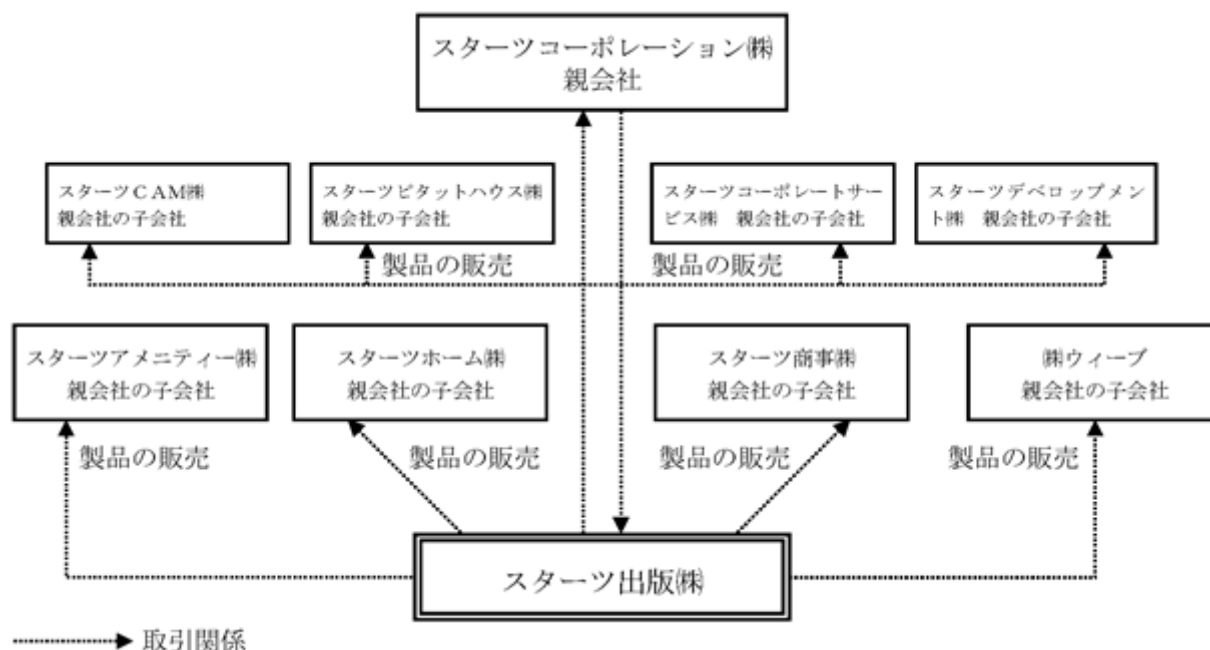 スターツコーポレーション㈱
親会社
スターツＣＡＭ㈱
親会社の子会社
スターツピタットハウス㈱
親会社の子会社
スターツコーポレートサー
ビス㈱　親会社の子会社
スターツデベロップメン
ト㈱　親会社の子会社
製品の販売
製品の販売
スターツアメニティー㈱
親会社の子会社
スターツホーム㈱
親会社の子会社
スターツ商事㈱
親会社の子会社
㈱ウィーブ
親会社の子会社
製品の販売
製品の販売
製品の販売
製品の販売
スターツ出版㈱
取引関係